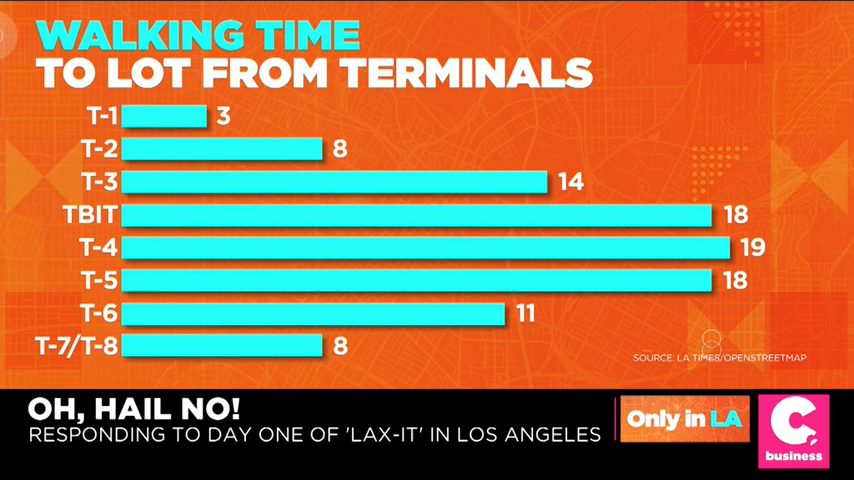 WALKING TIME
TO LOT FROM TERMINALS
T-1 3
T-2 8
T-3 14
TBIT 18
T-4 19
T-5 18
T-6 11
T-7/T-8 8
SOURCE: LA TIMES/OPENSTREETMAP
OH, HAIL NO!
RESPONDING TO DAY ONE OF 'LAX-IT' IN LOS ANGELES
Only in LA
C.
business